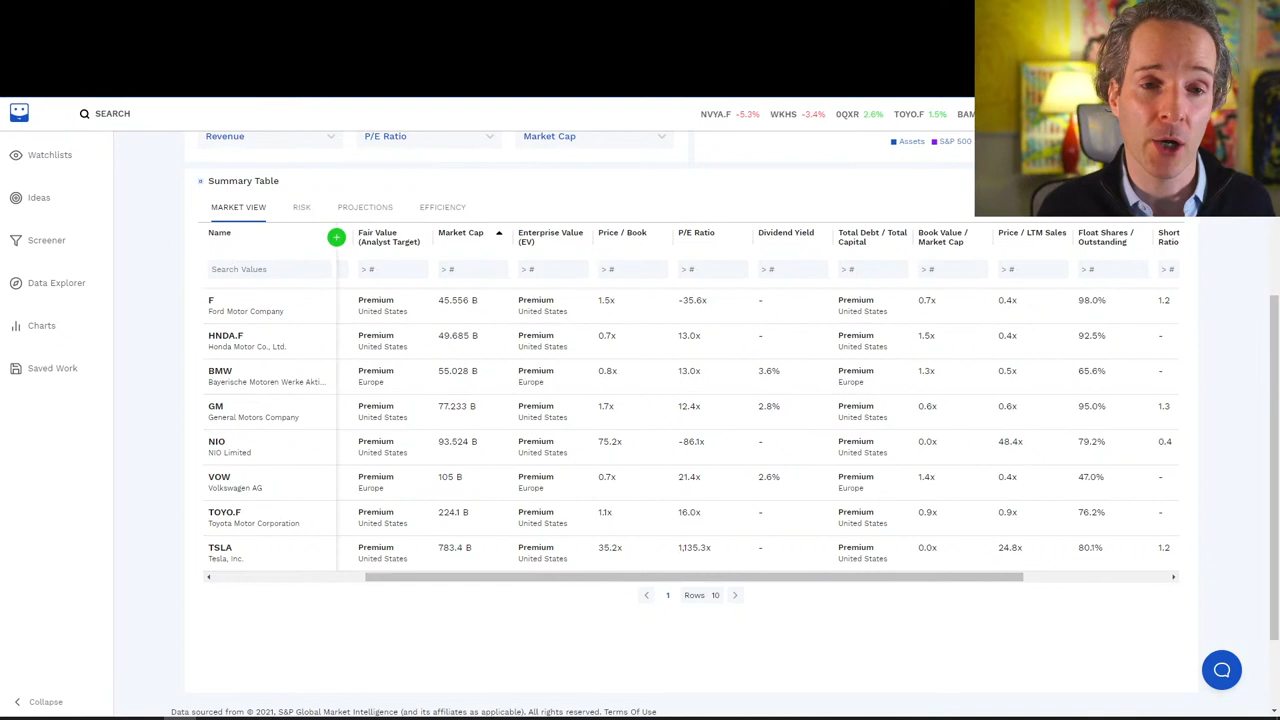 SEARCH
NVYA.F -5.3% WKHS -3.4% 0QXR 2.6% TOYO.F 1.5% BAM
Watchlists
Ideas
Screener
Data Explorer
Charts
Saved Work
Collapse
Revenue P/E Ratio Market Cap
Assets S&P 500
Summary Table
MARKET VIEW RISK PROJECTIONS EFFICIENCY
Name Fair Value (Analyst Target) Market Cap Enterprise Value (EV) Price / Book P/E Ratio Dividend Yield Total Debt / Total Capital Book Value / Market Cap Price / LTM Sales Float Shares / Outstanding Short Ratio
Search Values > # > # > # > # > # > # > # > # > # > # > #
F Premium 45.556 B Premium 1.5x -35.6x - Premium 0.7x 0.4x 98.0% 1.2
Ford Motor Company United States United States United States
HNDA.F Premium 49.685 B Premium 0.7x 13.0x - Premium 1.5x 0.4x 92.5% -
Honda Motor Co., Ltd. United States United States United States
BMW Premium 55.028 B Premium 0.8x 13.0x 3.6% Premium 1.3x 0.5x 65.6% -
Bayerische Motoren Werke Akti... Europe Europe Europe
GM Premium 77.233 B Premium 1.7x 12.4x 2.8% Premium 0.6x 0.6x 95.0% 1.3
General Motors Company United States United States United States
NIO Premium 93.524 B Premium 75.2x -86.1x - Premium 0.0x 48.4x 79.2% 0.4
NIO Limited United States United States United States
VOW Premium 105 B Premium 0.7x 21.4x 2.6% Premium 1.4x 0.4x 47.0% -
Volkswagen AG Europe Europe Europe
TOYO.F Premium 224.1 B Premium 1.1x 16.0x - Premium 0.9x 0.9x 76.2% -
Toyota Motor Corporation United States United States United States
TSLA Premium 783.4 B Premium 35.2x 1,135.3x - Premium 0.0x 24.8x 80.1% 1.2
Tesla, Inc. United States United States United States
1 Rows 10
Data sourced from © 2021, S&P Global Market Intelligence (and its affiliates as applicable). All rights reserved. Terms Of Use